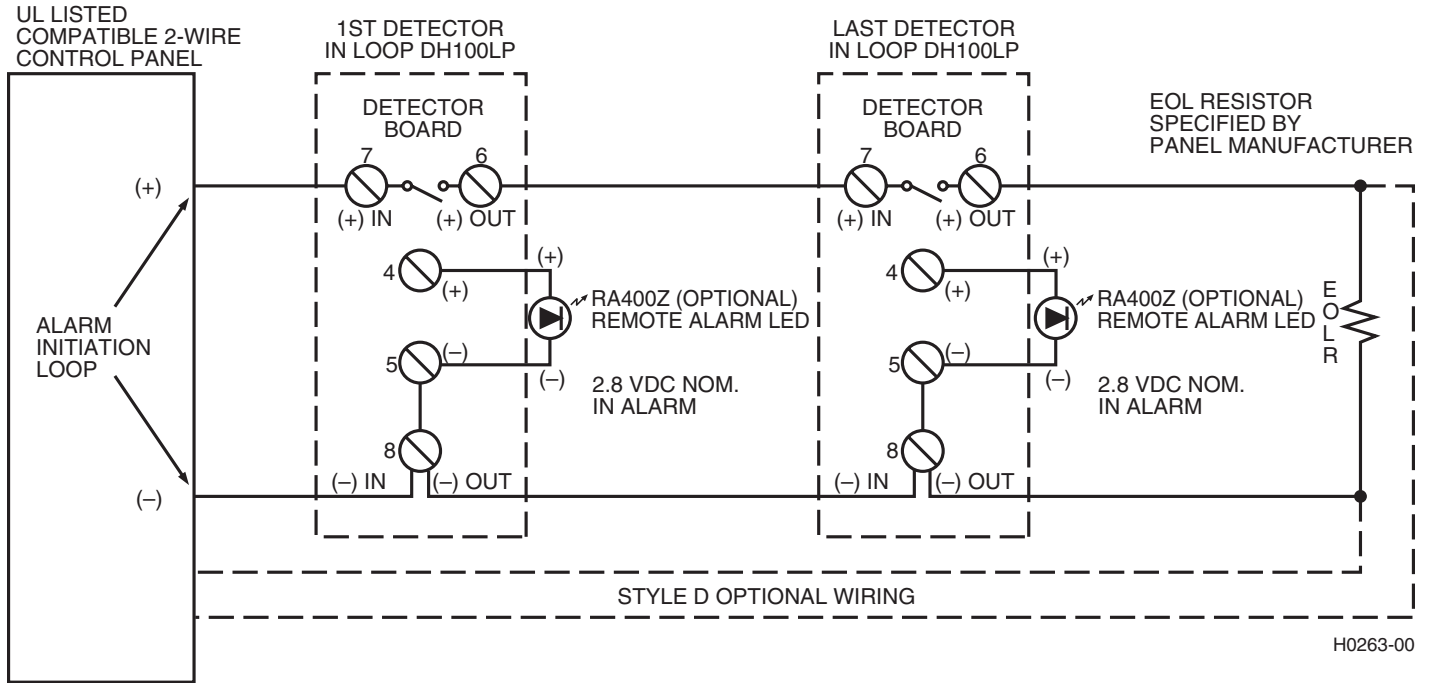 UL LISTED
COMPATIBLE 2-WIRE
CONTROL PANEL
1ST DETECTOR
IN LOOP DH100LP
LAST DETECTOR
IN LOOP DH100LP
DETECTOR
BOARD
DETECTOR
BOARD
EOL RESISTOR
SPECIFIED BY
PANEL MANUFACTURER
7
6
7
6
(+)
(+) IN
(+) OUT
(+) IN
(+) OUT
4
(+)
(+)
4
(+)
(+)
RA400Z (OPTIONAL)
REMOTE ALARM LED
RA400Z (OPTIONAL)
REMOTE ALARM LED
E
O
L
R
ALARM
INITIATION
LOOP
5
(–)
(–)
5
(–)
(–)
2.8 VDC NOM.
IN ALARM
2.8 VDC NOM.
IN ALARM
8
8
(–)
(–) IN
(–) OUT
(–) IN
(–) OUT
STYLE D OPTIONAL WIRING
H0263-00